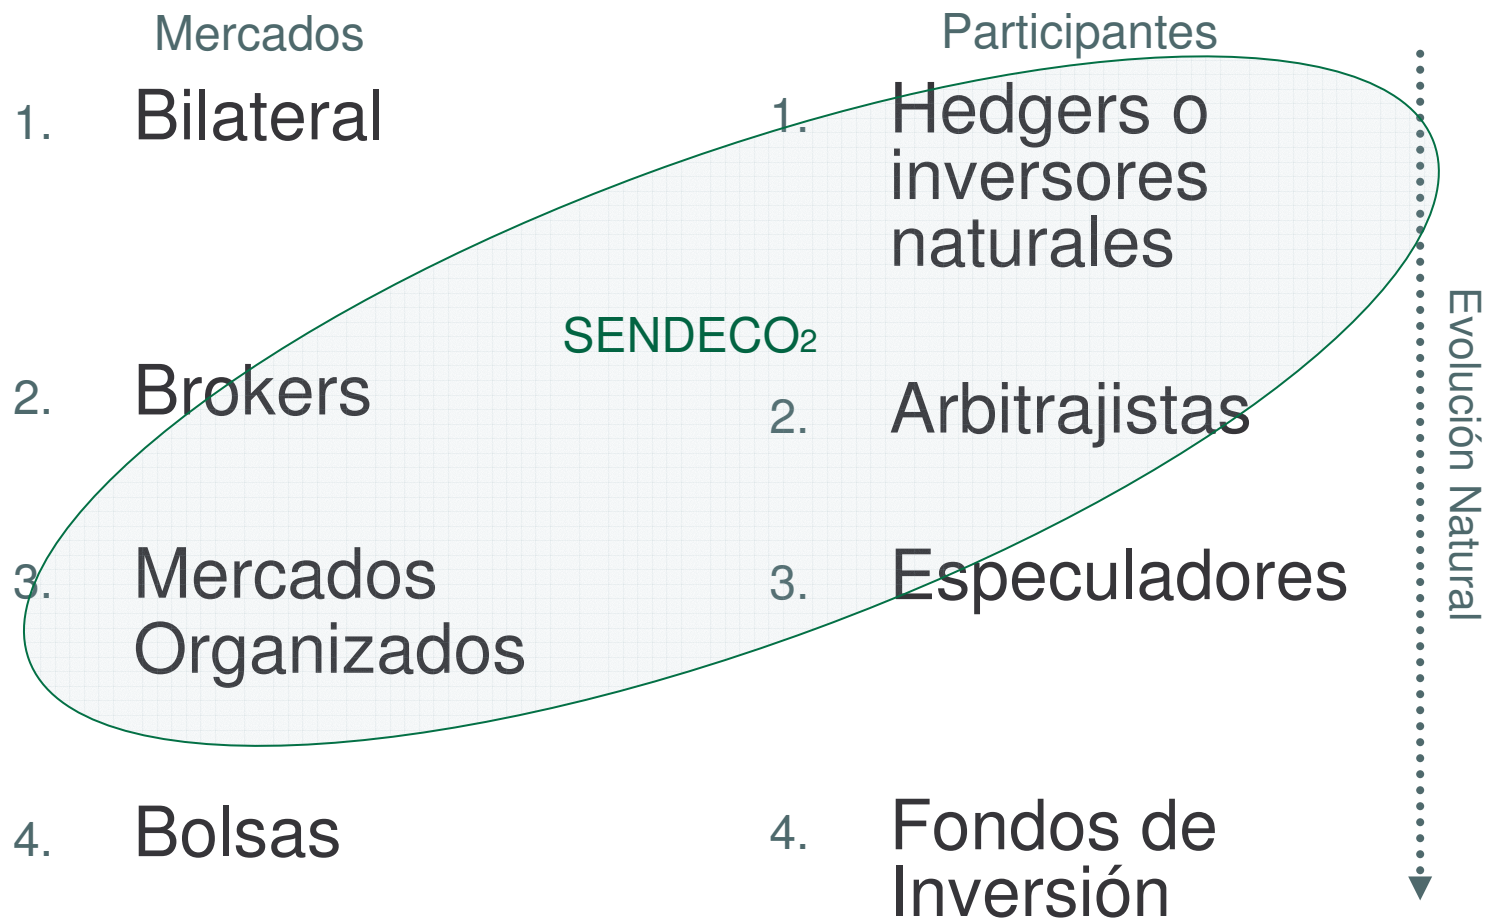 Mercados
1. Bilateral
2. Brokers
3. Mercados
Organizados
4. Bolsas
SENDECO2
Participantes
1. Hedgers o
inversores
naturales
2. Arbitrajistas
3. Especuladores
4. Fondos de
Inversión
Evolución Natural